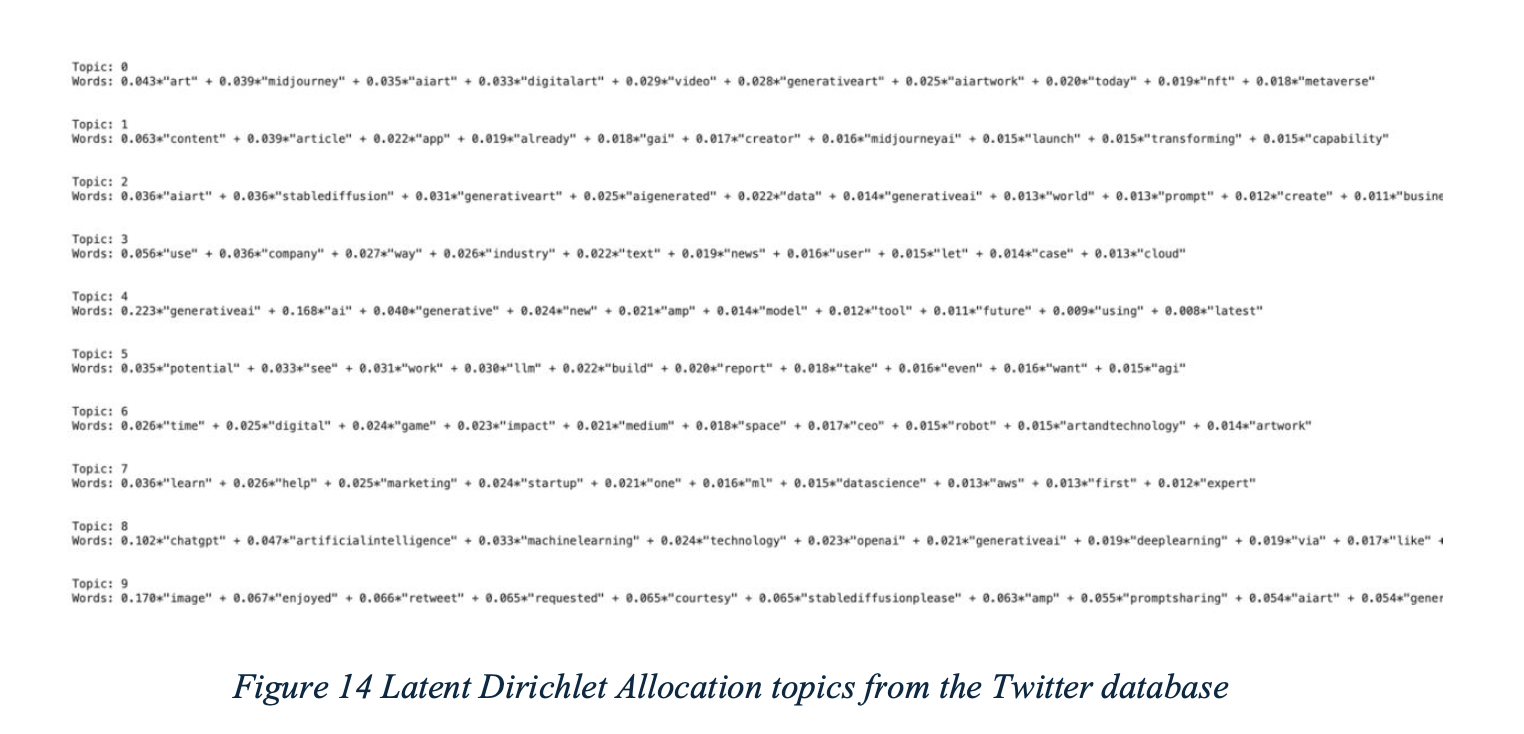 Topic: 0
Words: 0.043*"art" + 0.039*"midjourney" + 0.035*"aiart" + 0.033*"digitalart" + 0.029*"video" + 0.028*"generativeart" + 0.025*"aiartwork" + 0.020*"today" + 0.019*"nft" + 0.018*"metaverse"
Topic: 1
Words: 0.063*"content" + 0.039*"article" + 0.022*"app" + 0.019*"already" + 0.018*"gai" + 0.017*"creator" + 0.016*"midjourneyai" + 0.015*"launch" + 0.015*"transforming" + 0.015*"capability"
Topic: 2
Words: 0.036*"aiart" + 0.036*"stablediffusion" + 0.031*"generativeart" + 0.025*"aigenerated" + 0.022*"data" + 0.014*"generativeai" + 0.013*"world" + 0.013*"prompt" + 0.012*"create" + 0.011*"busine
Topic: 3
Words: 0.056*"use" + 0.036*"company" + 0.027*"way" + 0.026*"industry" + 0.022*"text" + 0.019*"news" + 0.016*"user" + 0.015*"let" + 0.014*"case" + 0.013*"cloud"
Topic: 4
Words: 0.223*"generativeai" + 0.168*"ai" + 0.040*"generative" + 0.024*"new" + 0.021*"amp" + 0.014*"model" + 0.012*"tool" + 0.011*"future" + 0.009*"using" + 0.008*"latest"
Topic: 5
Words: 0.035*"potential" + 0.033*"see" + 0.031*"work" + 0.030*"llm" + 0.022*"build" + 0.020*"report" + 0.018*"take" + 0.016*"even" + 0.016*"want" + 0.015*"agi"
Topic: 6
Words: 0.026*"time" + 0.025*"digital" + 0.024*"game" + 0.023*"impact" + 0.021*"medium" + 0.018*"space" + 0.017*"ceo" + 0.015*"robot" + 0.015*"artandtechnology" + 0.014*"artwork"
Topic: 7
Words: 0.036*"learn" + 0.026*"help" + 0.025*"marketing" + 0.024*"startup" + 0.021*"one" + 0.016*"ml" + 0.015*"datascience" + 0.013*"aws" + 0.013*"first" + 0.012*"expert"
Topic: 8
Words: 0.102*"chatgpt" + 0.047*"artificialintelligence" + 0.033*"machinelearning" + 0.024*"technology" + 0.023*"openai" + 0.021*"generativeai" + 0.019*"deeplearning" + 0.019*"via" + 0.017*"like" +
Topic: 9
Words: 0.170*"image" + 0.067*"enjoyed" + 0.066*"retweet" + 0.065*"requested" + 0.065*"courtesy" + 0.065*"stablediffusionplease" + 0.063*"amp" + 0.055*"promptsharing" + 0.054*"aiart" + 0.054*"gener
Figure 14 Latent Dirichlet Allocation topics from the Twitter database